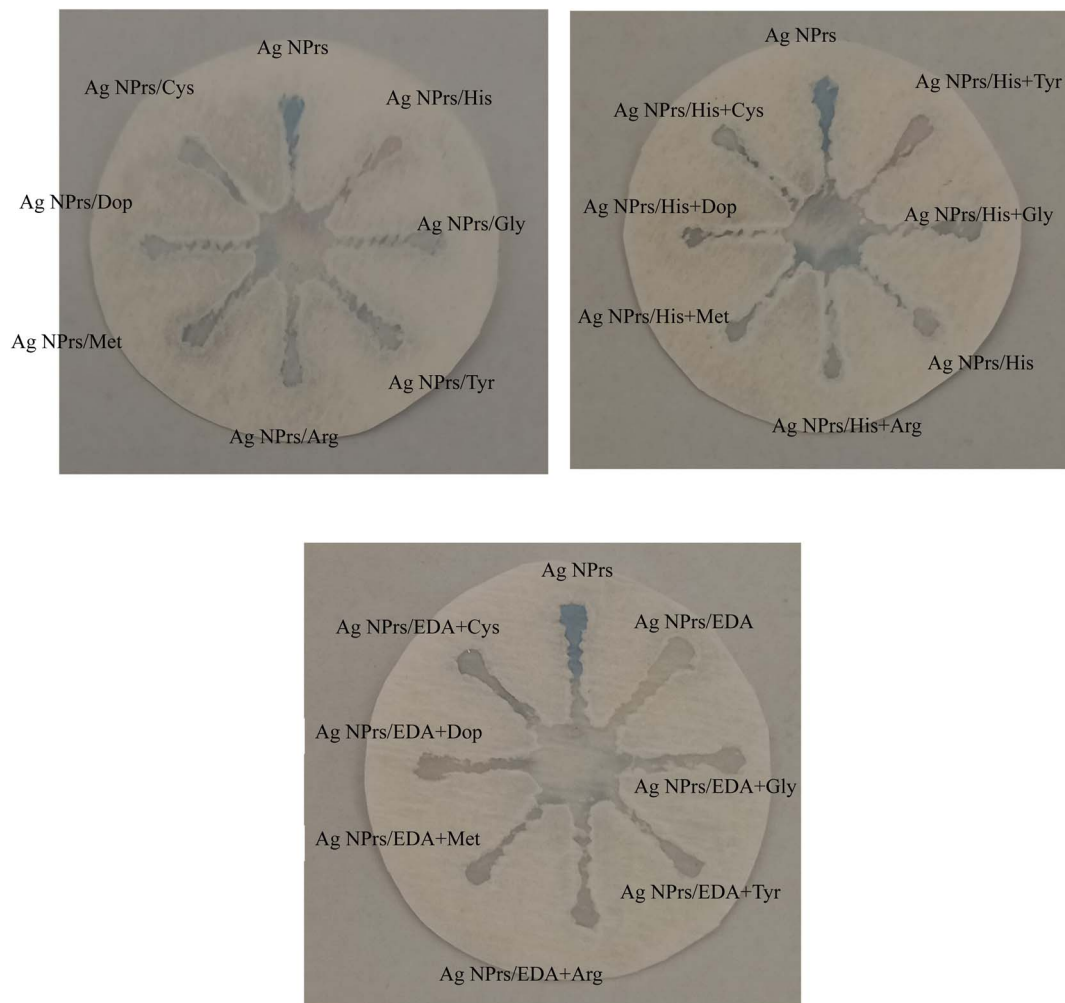 Ag NPrs
Ag NPrs/Cys
Ag NPrs/His
Ag NPrs/Dop
Ag NPrs/Gly
Ag NPrs/Met
Ag NPrs/Tyr
Ag NPrs/Arg
Ag NPrs
Ag NPrs/His+Tyr
Ag NPrs/His+Cys
Ag NPrs/His+Dop
Ag NPrs/His+Gly
Ag NPrs/His+Met
Ag NPrs/His
Ag NPrs/His+Arg
Ag NPrs
Ag NPrs/EDA+Cys
Ag NPrs/EDA
Ag NPrs/EDA+Dop
Ag NPrs/EDA+Gly
Ag NPrs/EDA+Met
Ag NPrs/EDA+Tyr
Ag NPrs/EDA+Arg